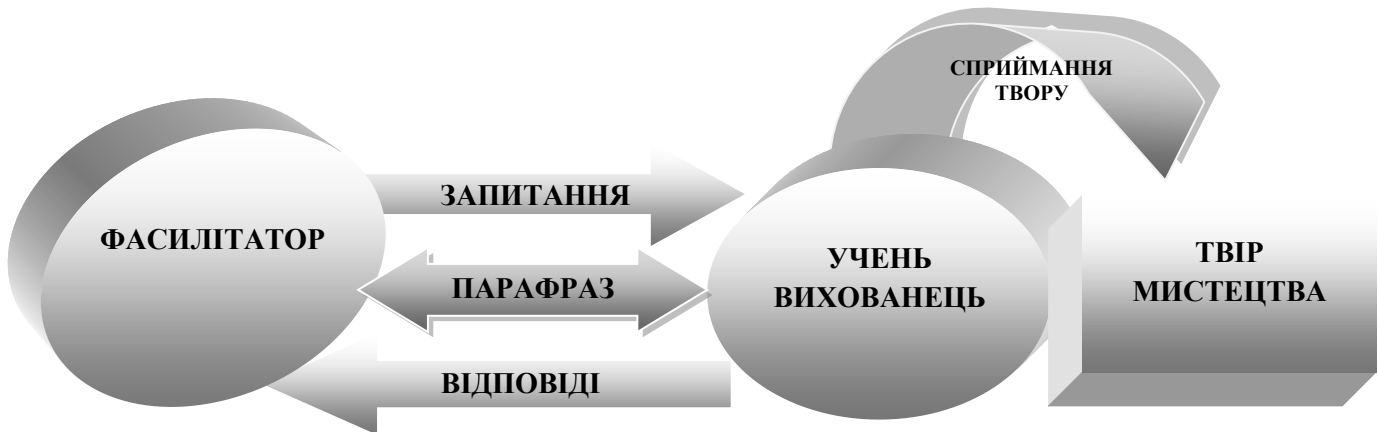 СПРИЙМАННЯ
ТВОРУ
ЗАПИТАННЯ
ФАСИЛІТАТОР
ПАРАФРАЗ
УЧЕНЬ
ВИХОВАНЕЦЬ
ТВІР
МИСТЕЦТВА
ВІДПОВІДІ